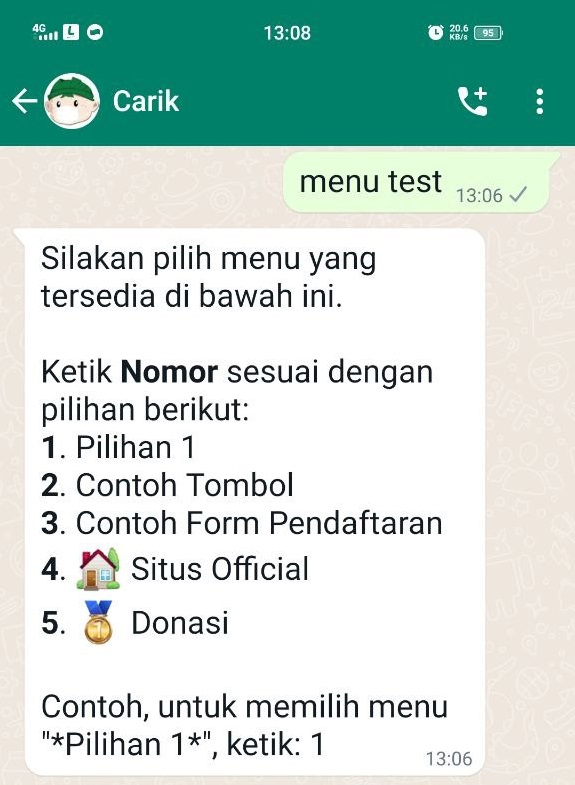 4G
L
13:08
20.6
KB/s
95
Carik
menu test
13:06
Silakan pilih menu yang
tersedia di bawah ini.
Ketik Nomor sesuai dengan
pilihan berikut:
1. Pilihan 1
2. Contoh Tombol
3. Contoh Form Pendaftaran
4. 🏡 Situs Official
5. 🥇 Donasi
Contoh, untuk memilih menu
"*Pilihan 1*", ketik: 1
13:06